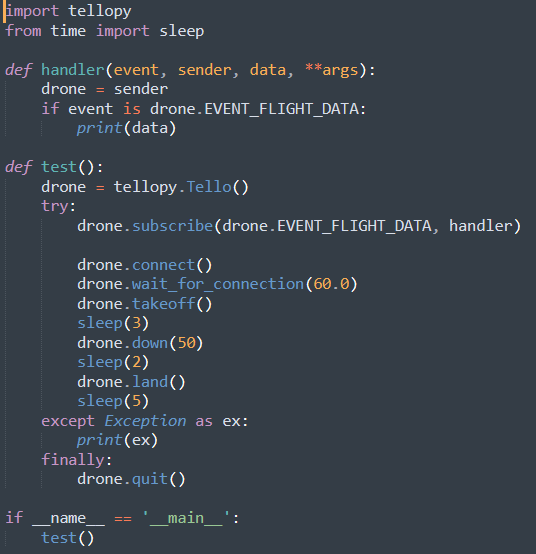 import tellopy
from time import sleep

def handler(event, sender, data, **args):
    drone = sender
    if event is drone.EVENT_FLIGHT_DATA:
        print(data)

def test():
    drone = tellopy.Tello()
    try:
        drone.subscribe(drone.EVENT_FLIGHT_DATA, handler)

        drone.connect()
        drone.wait_for_connection(60.0)
        drone.takeoff()
        sleep(3)
        drone.down(50)
        sleep(2)
        drone.land()
        sleep(5)
    except Exception as ex:
        print(ex)
    finally:
        drone.quit()

if __name__ == '__main__':
    test()